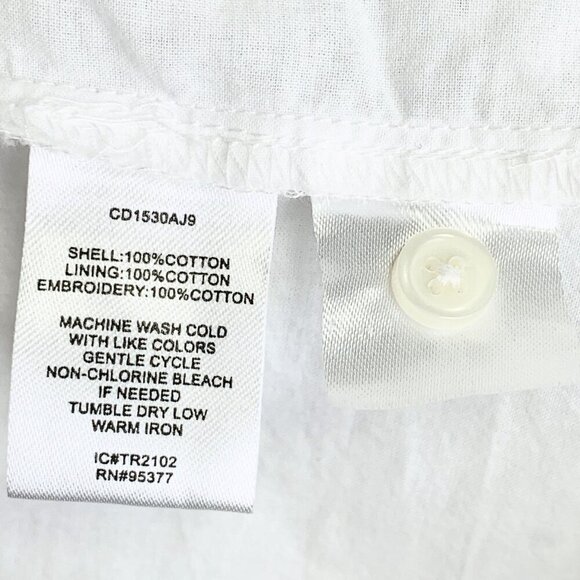 CD1530AJ9
SHELL:100%COTTON
LINING:100%COTTON
EMBROIDERY:100%COTTON
MACHINE WASH COLD
WITH LIKE COLORS
GENTLE CYCLE
NON-CHLORINE BLEACH
IF NEEDED
TUMBLE DRY LOW
WARM IRON
IC#TR2102
RN#95377